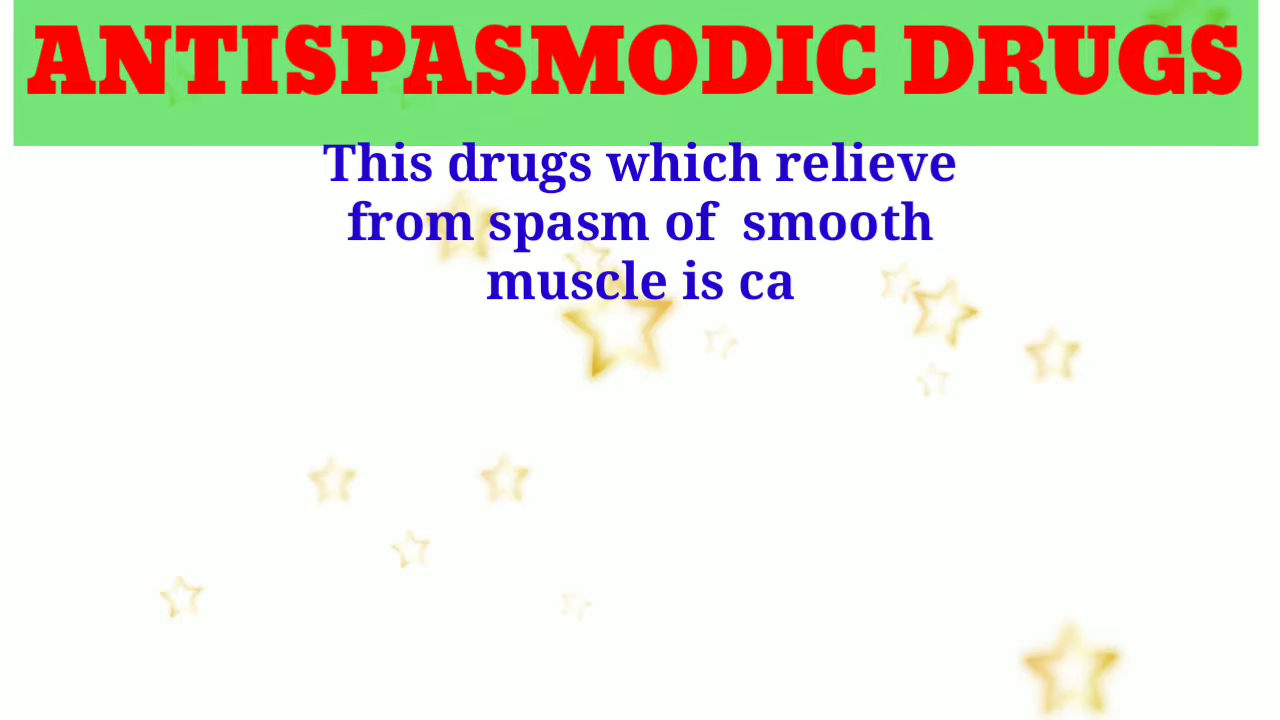 ANTISPASMODIC DRUGS
This drugs which relieve
from spasm of smooth
muscle is ca